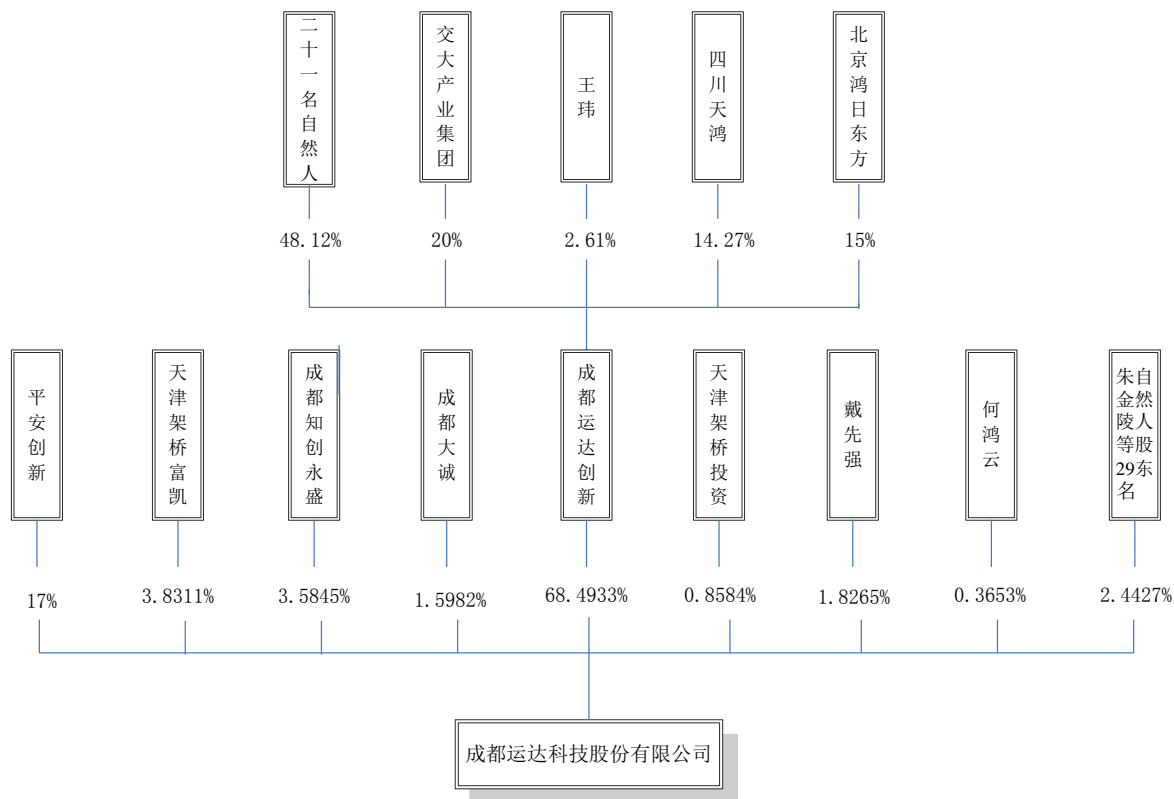 二十一名自然人
交大产业集团
王玮
四川天鸿
北京鸿日东方
48.12%
20%
2.61%
14.27%
15%
平安创新
天津架桥富凯
成都知创永盛
成都大诚
成都运达创新
天津架桥投资
戴先强
何鸿云
朱金陵等29名
自然人股东
17%
3.8311%
3.5845%
1.5982%
68.4933%
0.8584%
1.8265%
0.3653%
2.4427%
成都运达科技股份有限公司